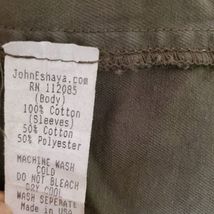 JohnEshaya.com
RN 112085
(Body)
100% Cotton
(Sleeves)
50% Cotton
50% Polyester
MACHINE WASH
COLD
DO NOT BLEACH
DRY COOL
WASH SEPERATE
Made in USA